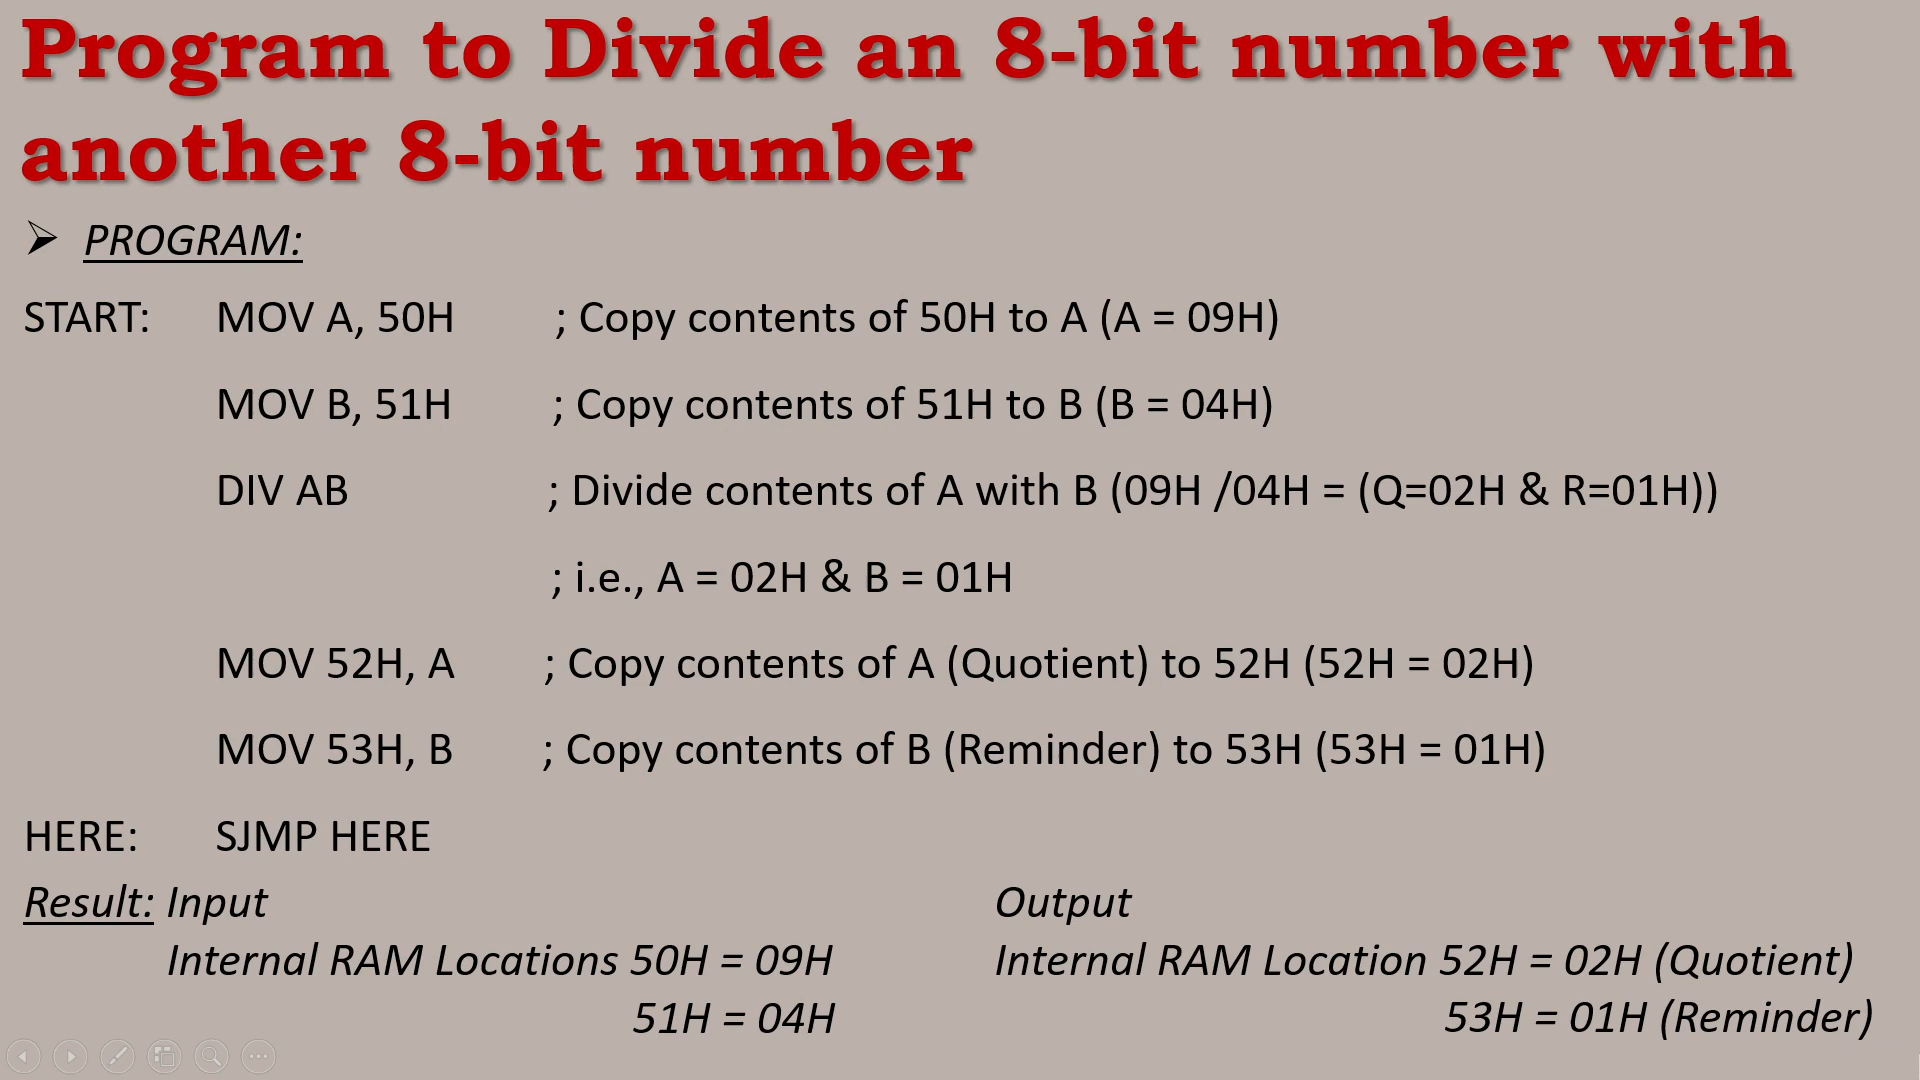 Program to Divide an 8-bit number with
another 8-bit number
PROGRAM:
START: MOV A, 50H ; Copy contents of 50H to A (A = 09H)
MOV B, 51H ; Copy contents of 51H to B (B = 04H)
DIV AB ; Divide contents of A with B (09H /04H = (Q=02H & R=01H))
; i.e., A = 02H & B = 01H
MOV 52H, A ; Copy contents of A (Quotient) to 52H (52H = 02H)
MOV 53H, B ; Copy contents of B (Reminder) to 53H (53H = 01H)
HERE: SJMP HERE
Result: Input Output
Internal RAM Locations 50H = 09H Internal RAM Location 52H = 02H (Quotient)
51H = 04H 53H = 01H (Reminder)